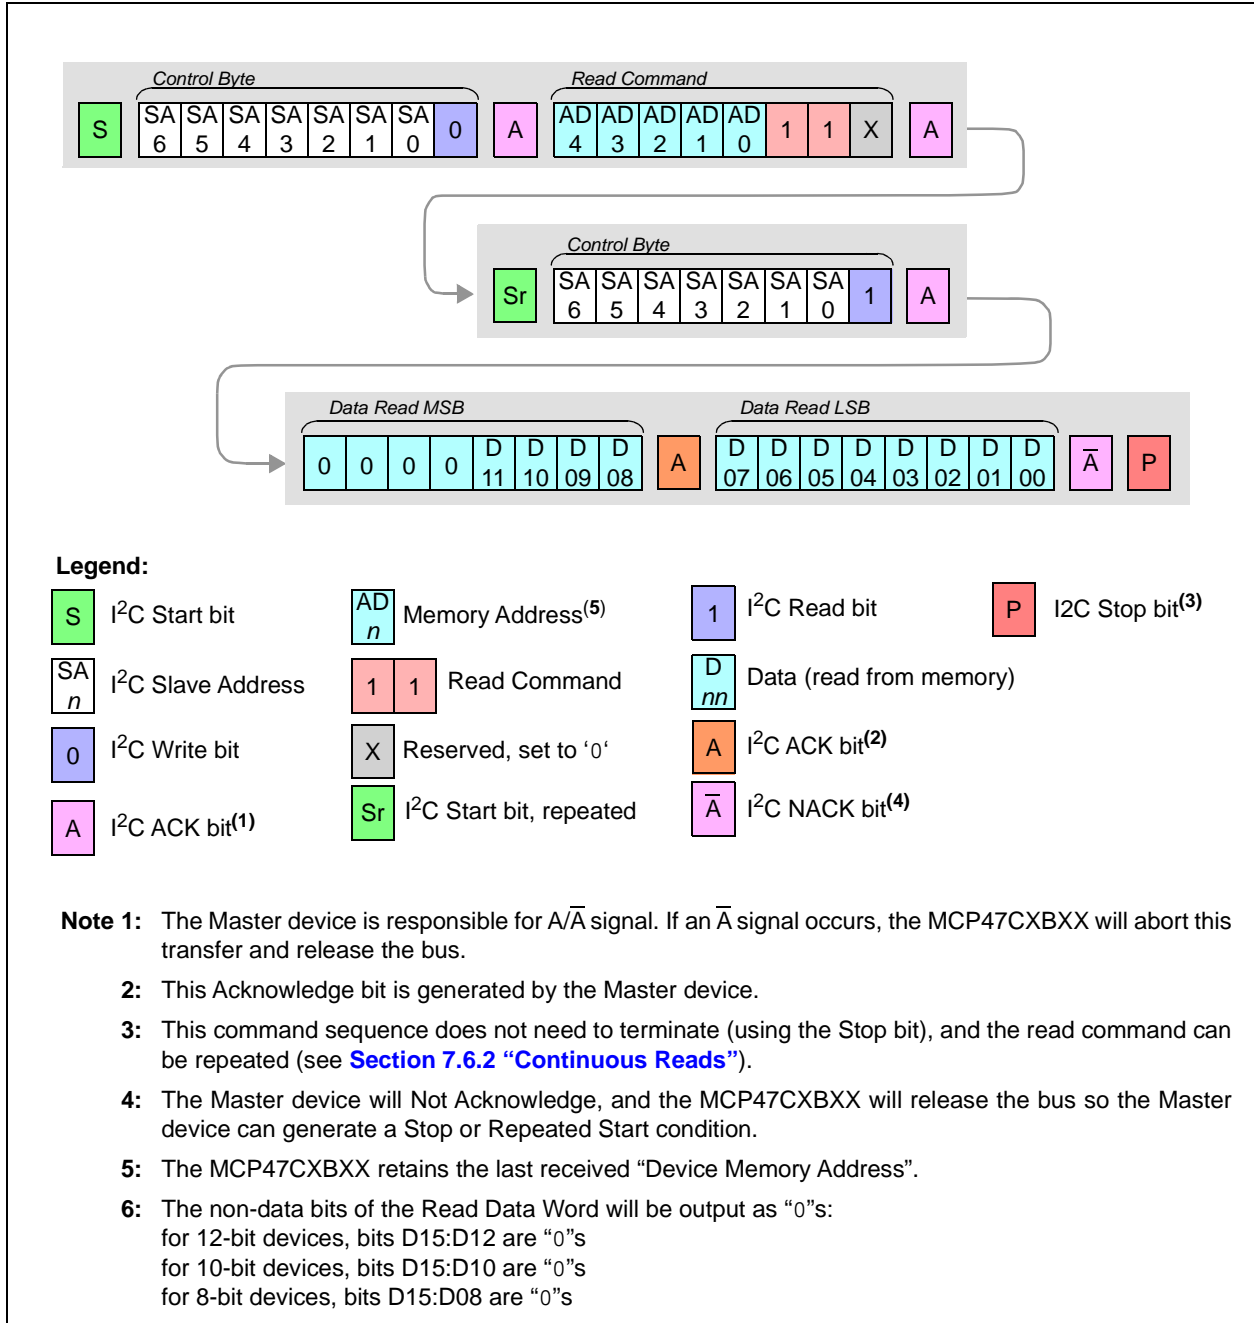 Control Byte Read Command
S SA 6 SA 5 SA 4 SA 3 SA 2 SA 1 SA 0 0 A AD 4 AD 3 AD 2 AD 1 AD 0 1 1 X A
Control Byte
Sr SA 6 SA 5 SA 4 SA 3 SA 2 SA 1 SA 0 1 A
Data Read MSB Data Read LSB
0 0 0 0 D 11 D 10 D 09 D 08 A D 07 D 06 D 05 D 04 D 03 D 02 D 01 D 00 A̅ P
Legend:
S I²C Start bit AD n Memory Address(5) 1 I²C Read bit P I2C Stop bit(3)
SA n I²C Slave Address 1 1 Read Command D nn Data (read from memory)
0 I²C Write bit X Reserved, set to ‘0‘ A I²C ACK bit(2)
A I²C ACK bit(1) Sr I²C Start bit, repeated A̅ I²C NACK bit(4)
Note 1: The Master device is responsible for A/A̅ signal. If an A̅ signal occurs, the MCP47CXBXX will abort this
transfer and release the bus.
2: This Acknowledge bit is generated by the Master device.
3: This command sequence does not need to terminate (using the Stop bit), and the read command can
be repeated (see Section 7.6.2 “Continuous Reads”).
4: The Master device will Not Acknowledge, and the MCP47CXBXX will release the bus so the Master
device can generate a Stop or Repeated Start condition.
5: The MCP47CXBXX retains the last received “Device Memory Address”.
6: The non-data bits of the Read Data Word will be output as “0”s:
for 12-bit devices, bits D15:D12 are “0”s
for 10-bit devices, bits D15:D10 are “0”s
for 8-bit devices, bits D15:D08 are “0”s